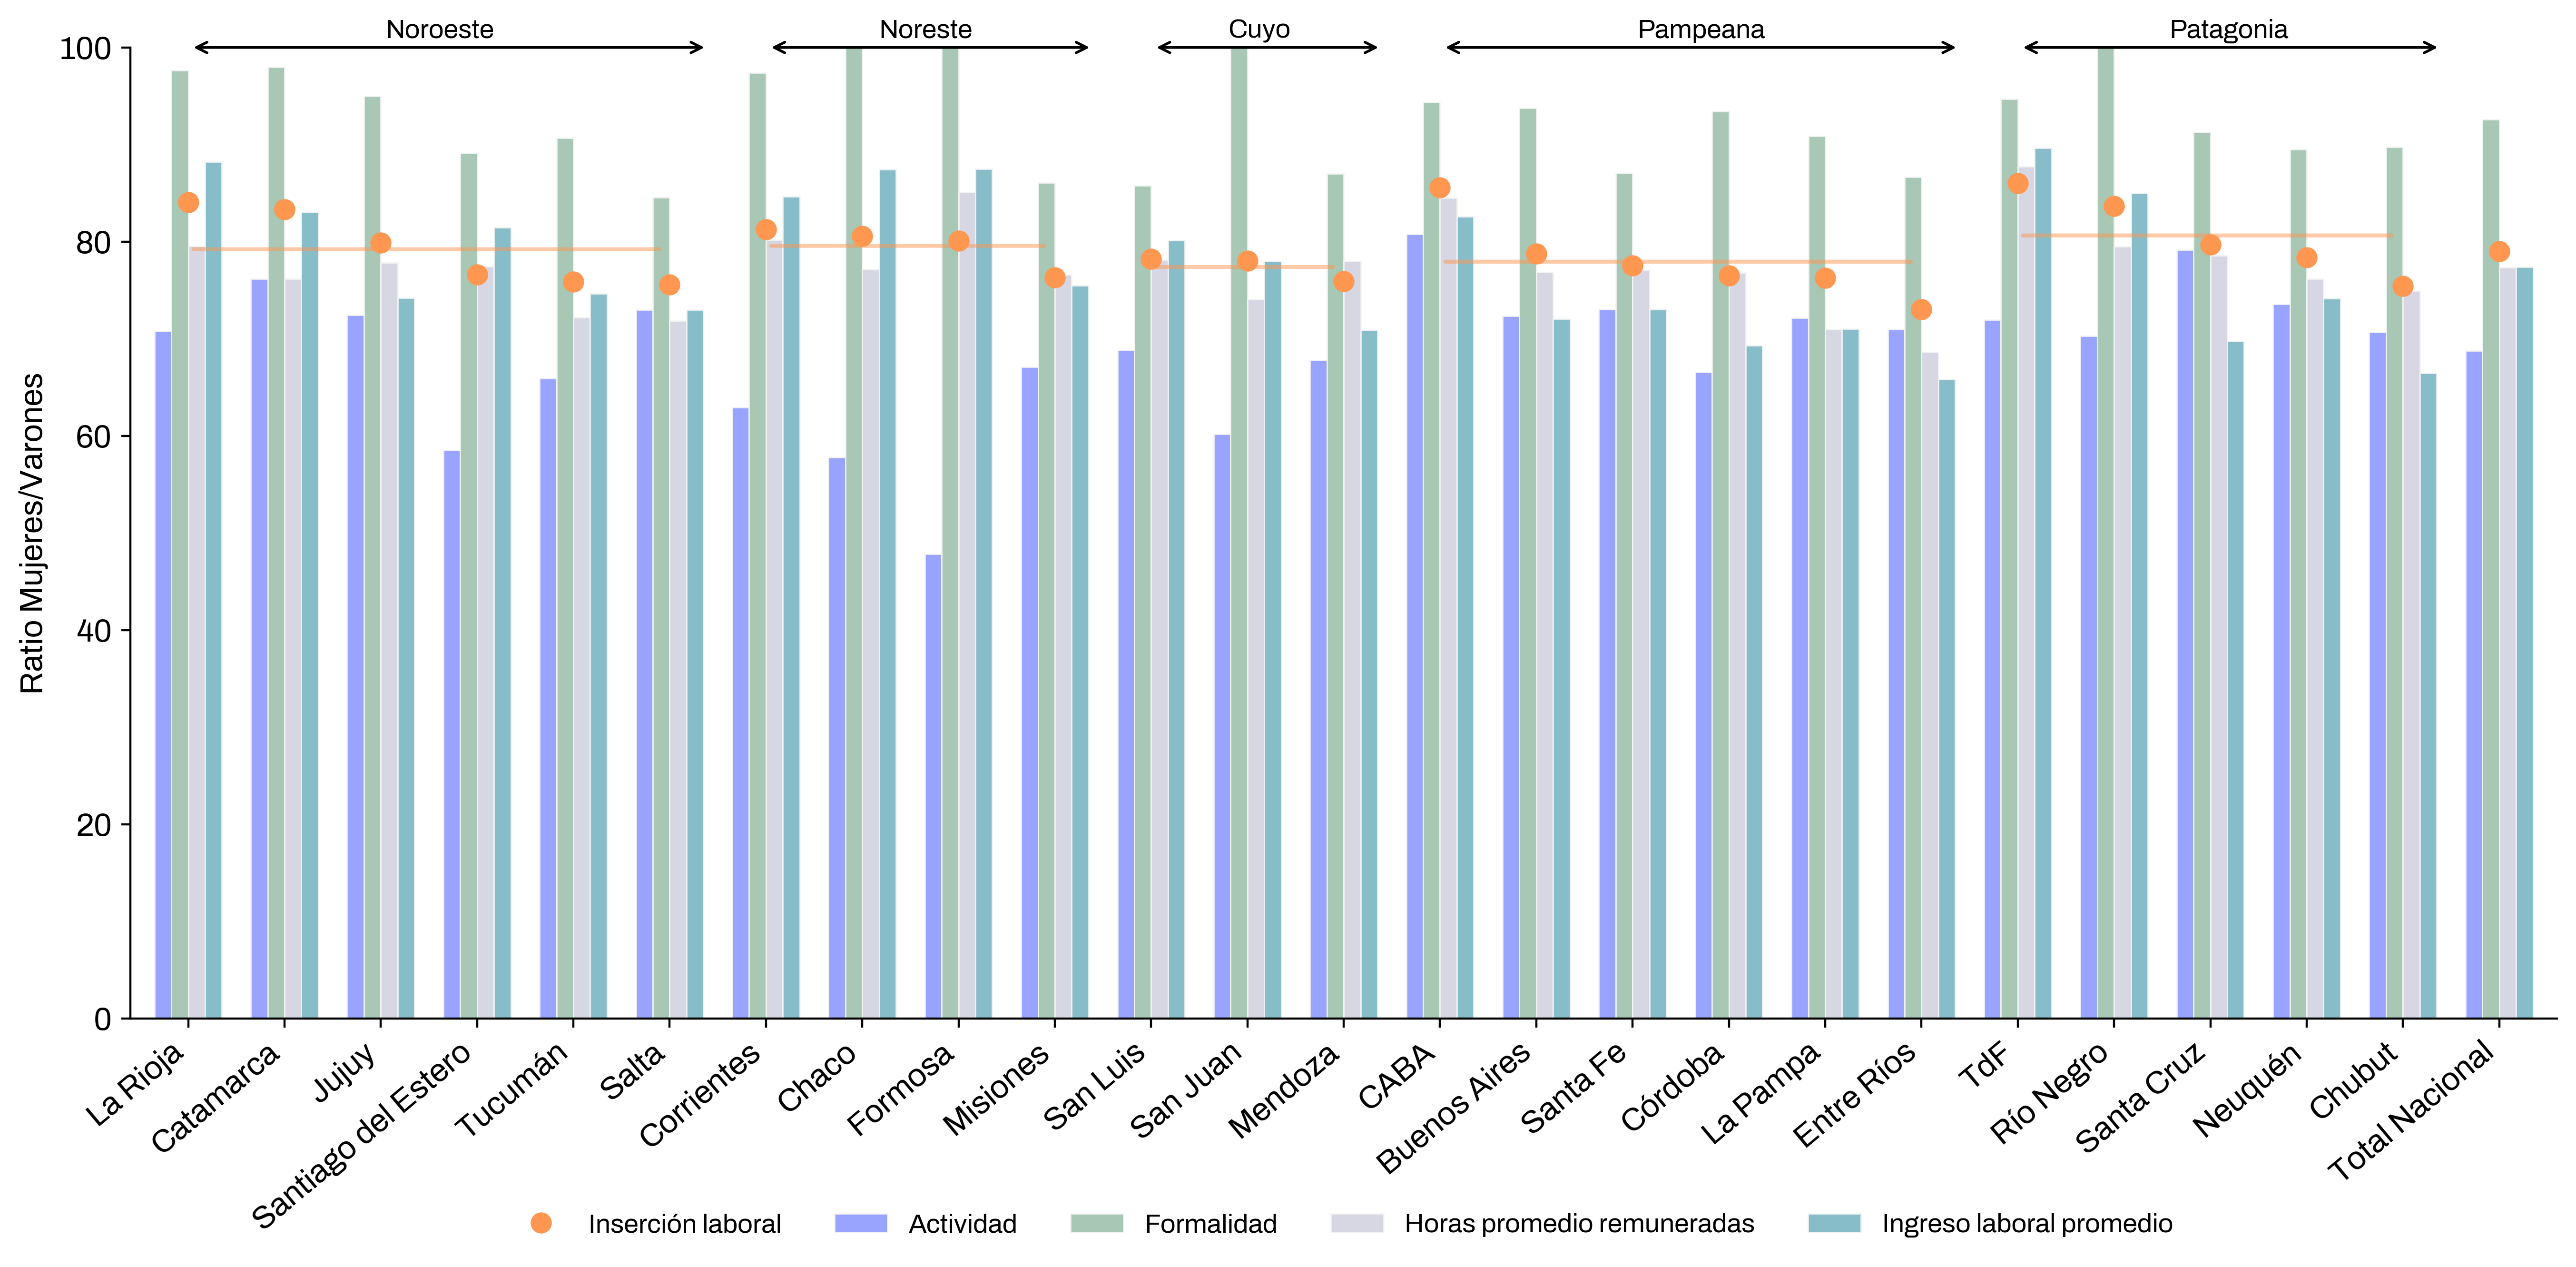 Noroeste
Noreste
Cuyo
Pampeana
Patagonia
Ratio Mujeres/Varones
100
80
60
40
20
0
La Rioja
Catamarca
Jujuy
Santiago del Estero
Tucumán
Salta
Corrientes
Chaco
Formosa
Misiones
San Luis
San Juan
Mendoza
CABA
Buenos Aires
Santa Fe
Córdoba
La Pampa
Entre Ríos
TdF
Río Negro
Santa Cruz
Neuquén
Chubut
Total Nacional
Inserción laboral
Actividad
Formalidad
Horas promedio remuneradas
Ingreso laboral promedio